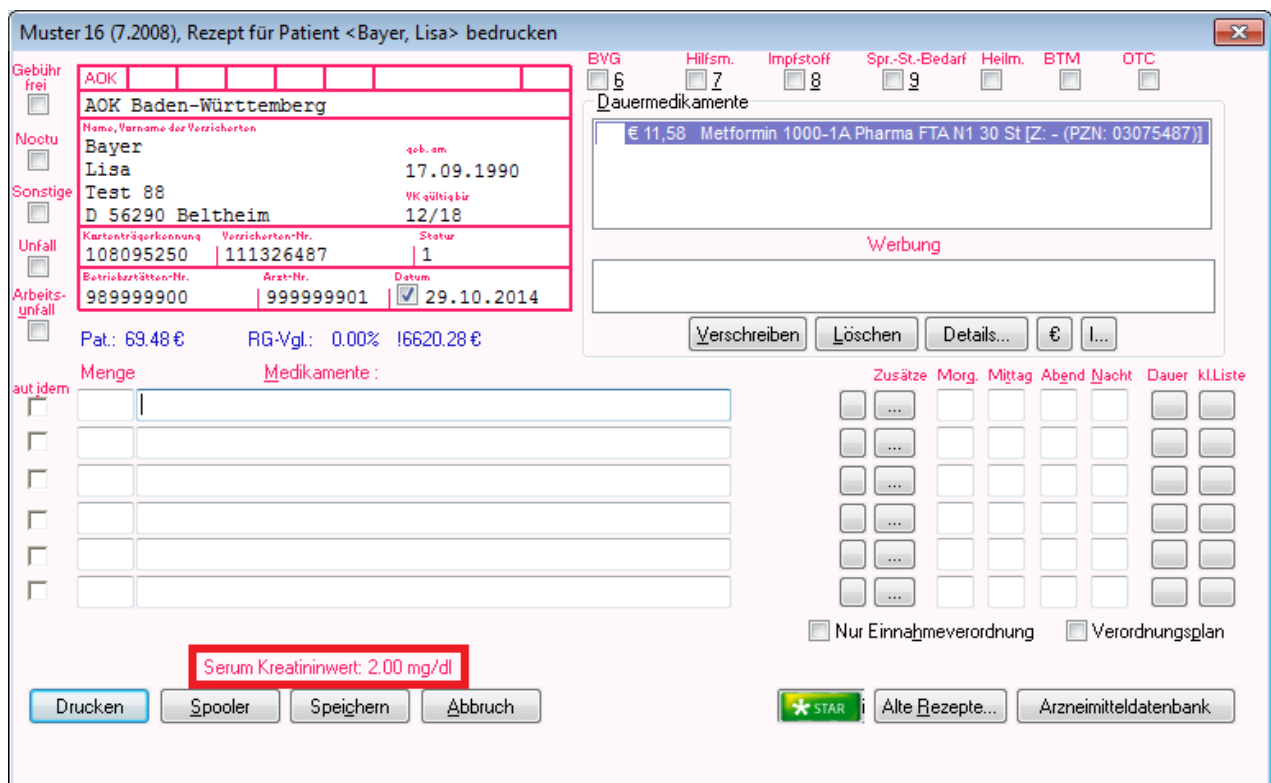 Muster 16 (7.2008), Rezept für Patient <Bayer, Lisa> bedrucken
Gebühr frei
Noctu
Sonstige
Unfall
Arbeits-unfall
AOK
AOK Baden-Württemberg
Name, Vorname des Versicherten
Bayer
geb. am
Lisa
17.09.1990
Test 88
VK gültig bis
D 56290 Beltheim
12/18
Kartenträgerkennung Versicherten-Nr. Status
108095250 111326487 1
Betriebsstätten-Nr. Arzt-Nr. Datum
989999900 999999901 29.10.2014
Pat.: 69.48 € RG-Vgl.: 0.00% !6620.28 €
BVG Hilfsm. Impfstoff Spr.-St.-Bedarf Heilm. BTM OTC
6 7 8 9
Dauermedikamente
€ 11,58 Metformin 1000-1A Pharma FTA N1 30 St [Z: - (PZN: 03075487)]
Werbung
Verschreiben Löschen Details... € I...
aut idem Menge Medikamente : Zusätze Morg. Mittag Abend Nacht Dauer kl.Liste
...
...
...
...
...
...
Nur Einnahmeverordnung Verordnungsplan
Serum Kreatininwert: 2.00 mg/dl
Drucken Spooler Speichern Abbruch STAR i Alte Rezepte... Arzneimitteldatenbank